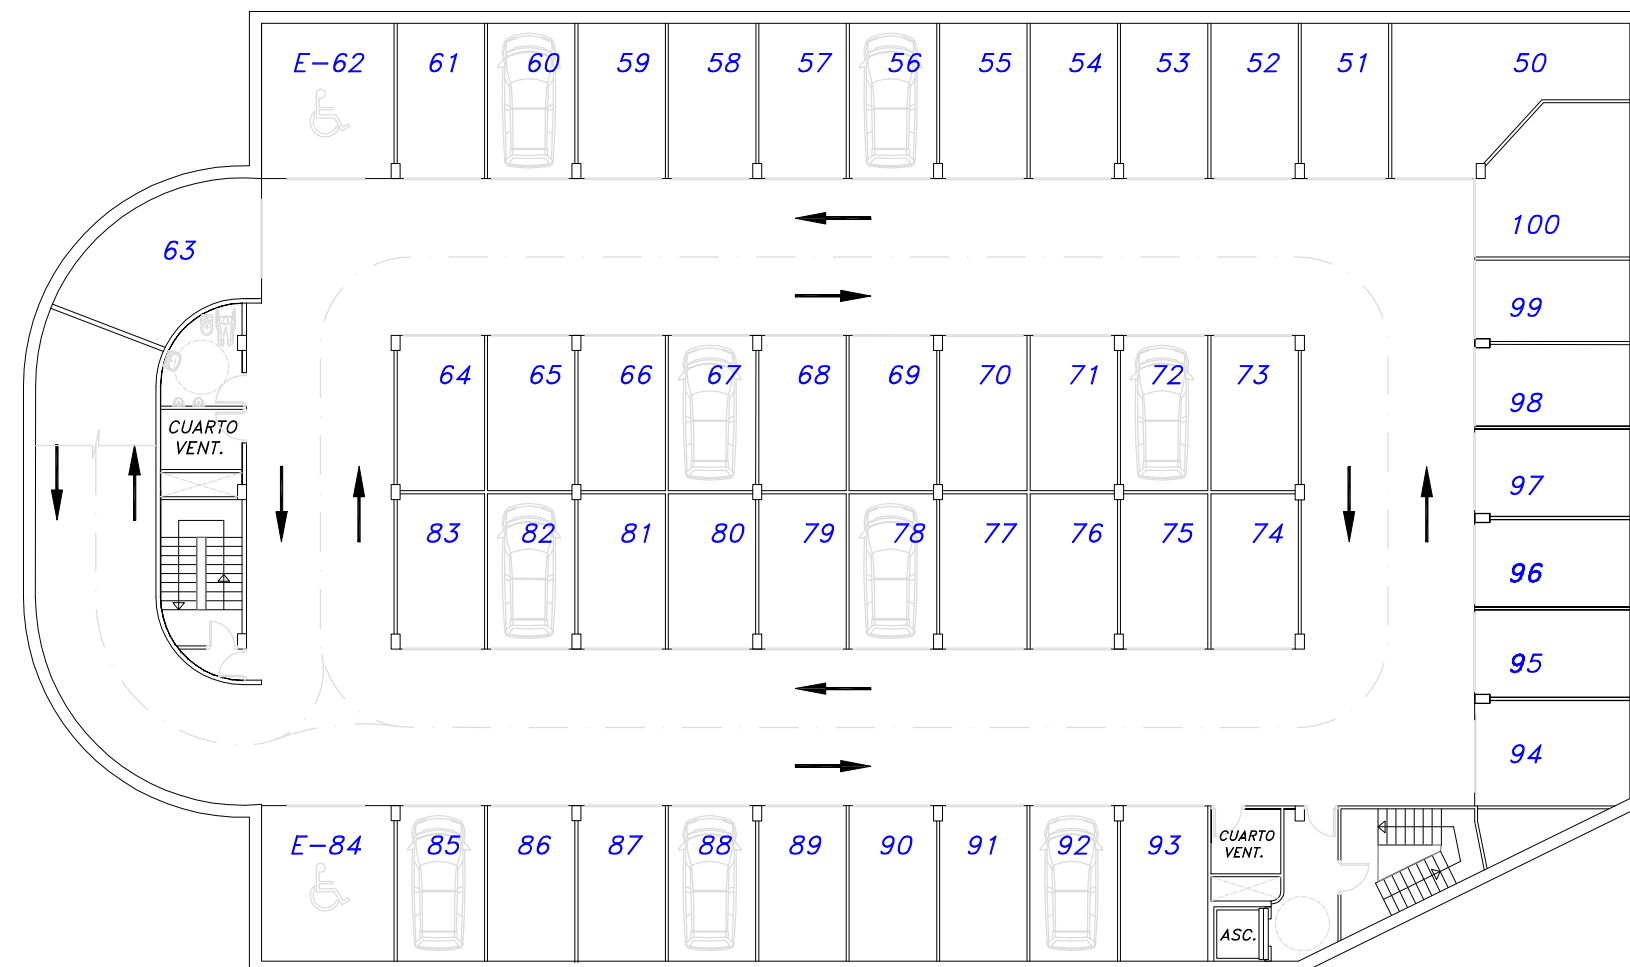 E-62 61 60 59 58 57 56 55 54 53 52 51 50
100
63
99
64 65 66 67 68 69 70 71 72 73
98
CUARTO
VENT.
97
83 82 81 80 79 78 77 76 75 74
96
95
94
E-84 85 86 87 88 89 90 91 92 93
CUARTO
VENT.
ASC.